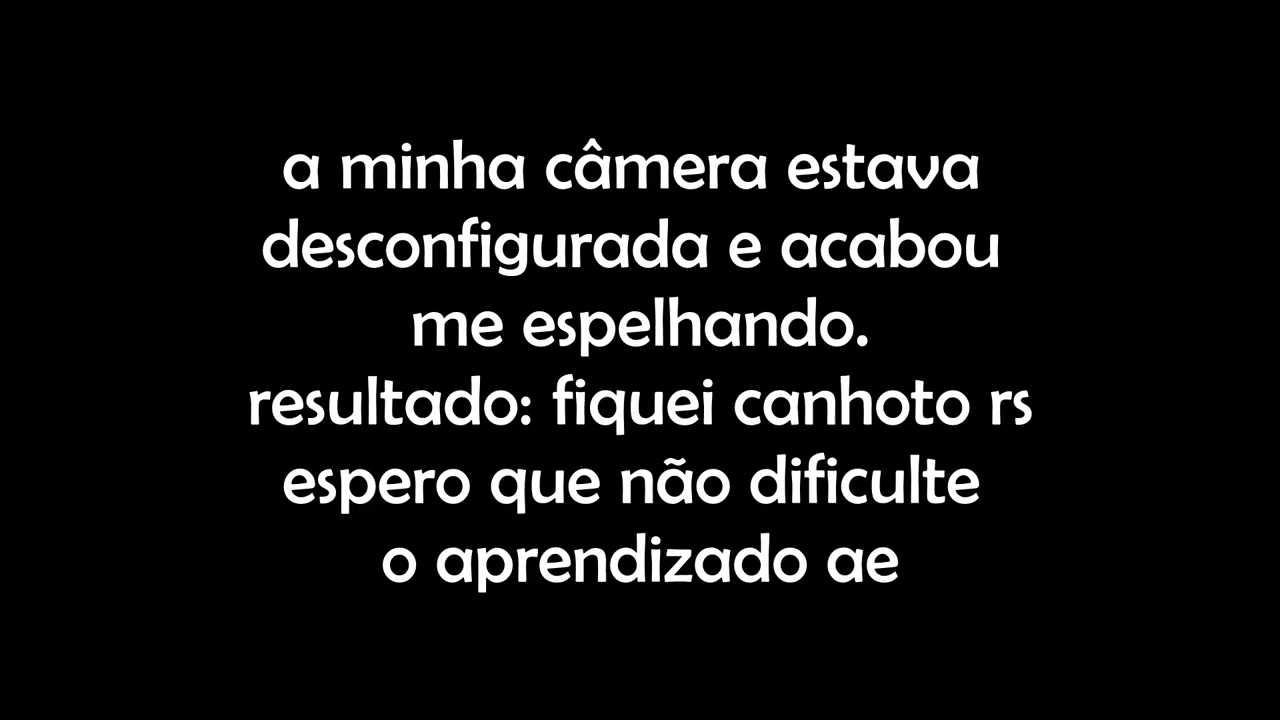 a minha câmera estava
desconfigurada e acabou
me espelhando.
resultado: fiquei canhoto rs
espero que não dificulte
o aprendizado ae